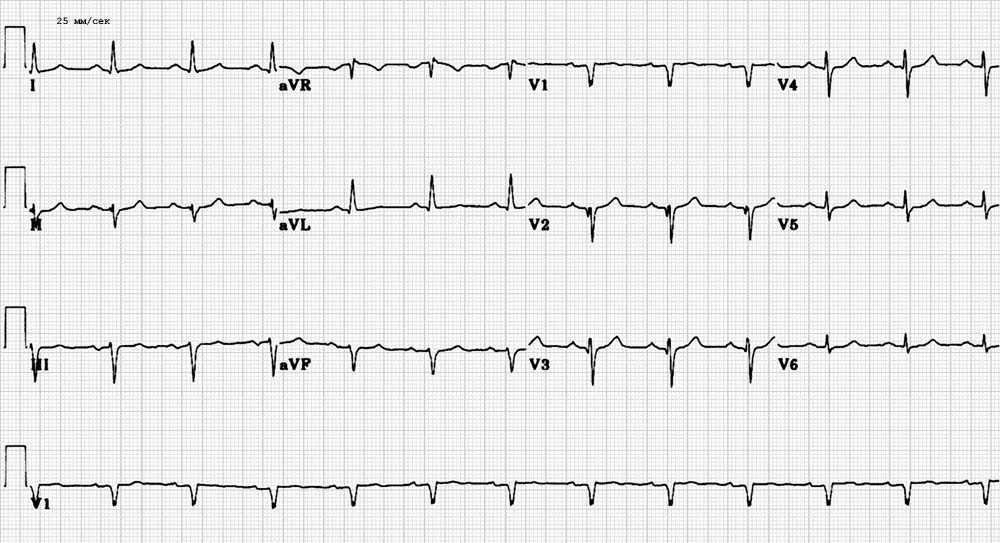 25 мм/сек
I aVR V1 V4
II aVL V2 V5
III aVF V3 V6
V1